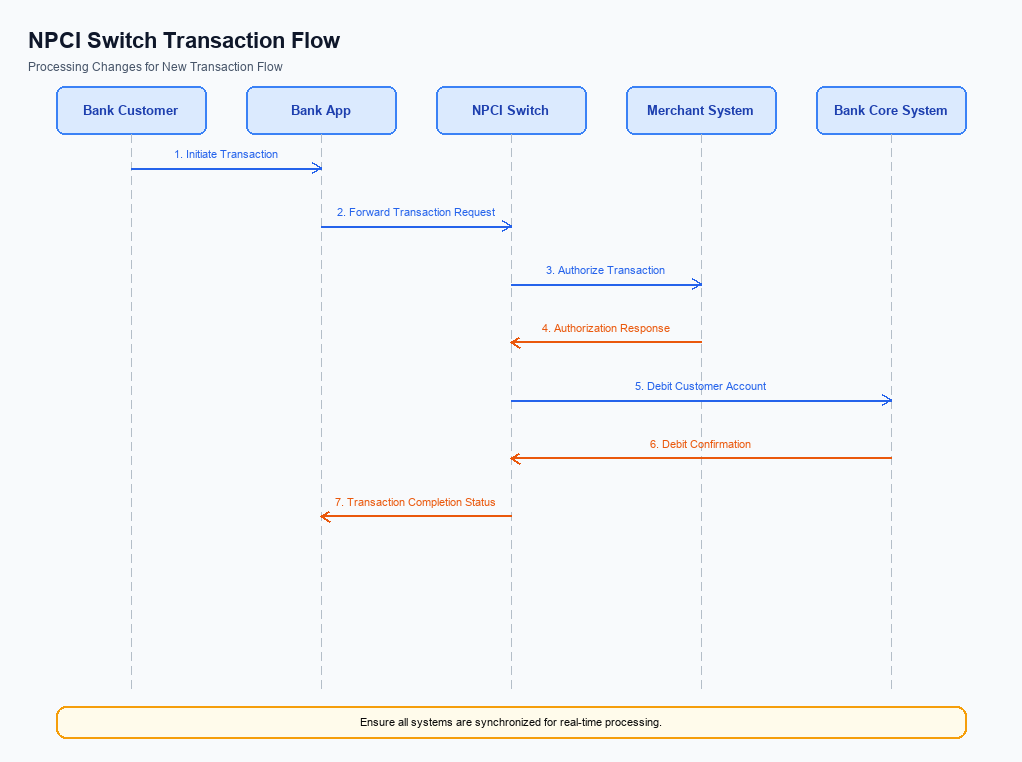 NPCI Switch Transaction Flow
Processing Changes for New Transaction Flow
Bank Customer
Bank App
NPCI Switch
Merchant System
Bank Core System
1. Initiate Transaction
2. Forward Transaction Request
3. Authorize Transaction
4. Authorization Response
5. Debit Customer Account
6. Debit Confirmation
7. Transaction Completion Status
Ensure all systems are synchronized for real-time processing.